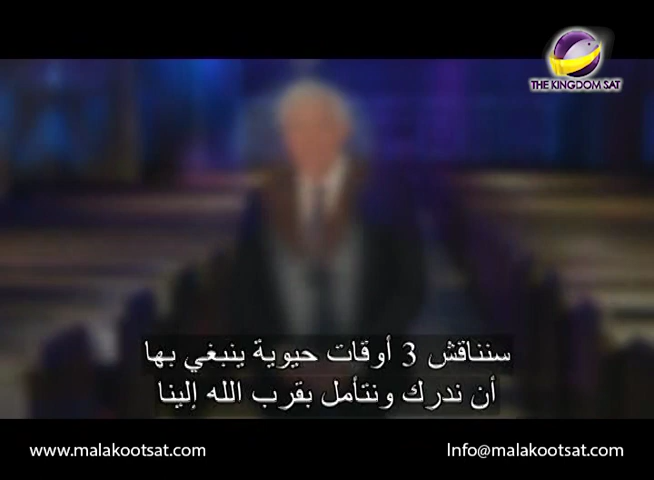 THE KINGDOM SAT
سنناقش 3 أوقات حيوية ينبغي بها
أن ندرك ونتأمل بقرب الله إلينا
www.malakootsat.com
Info@malakootsat.com